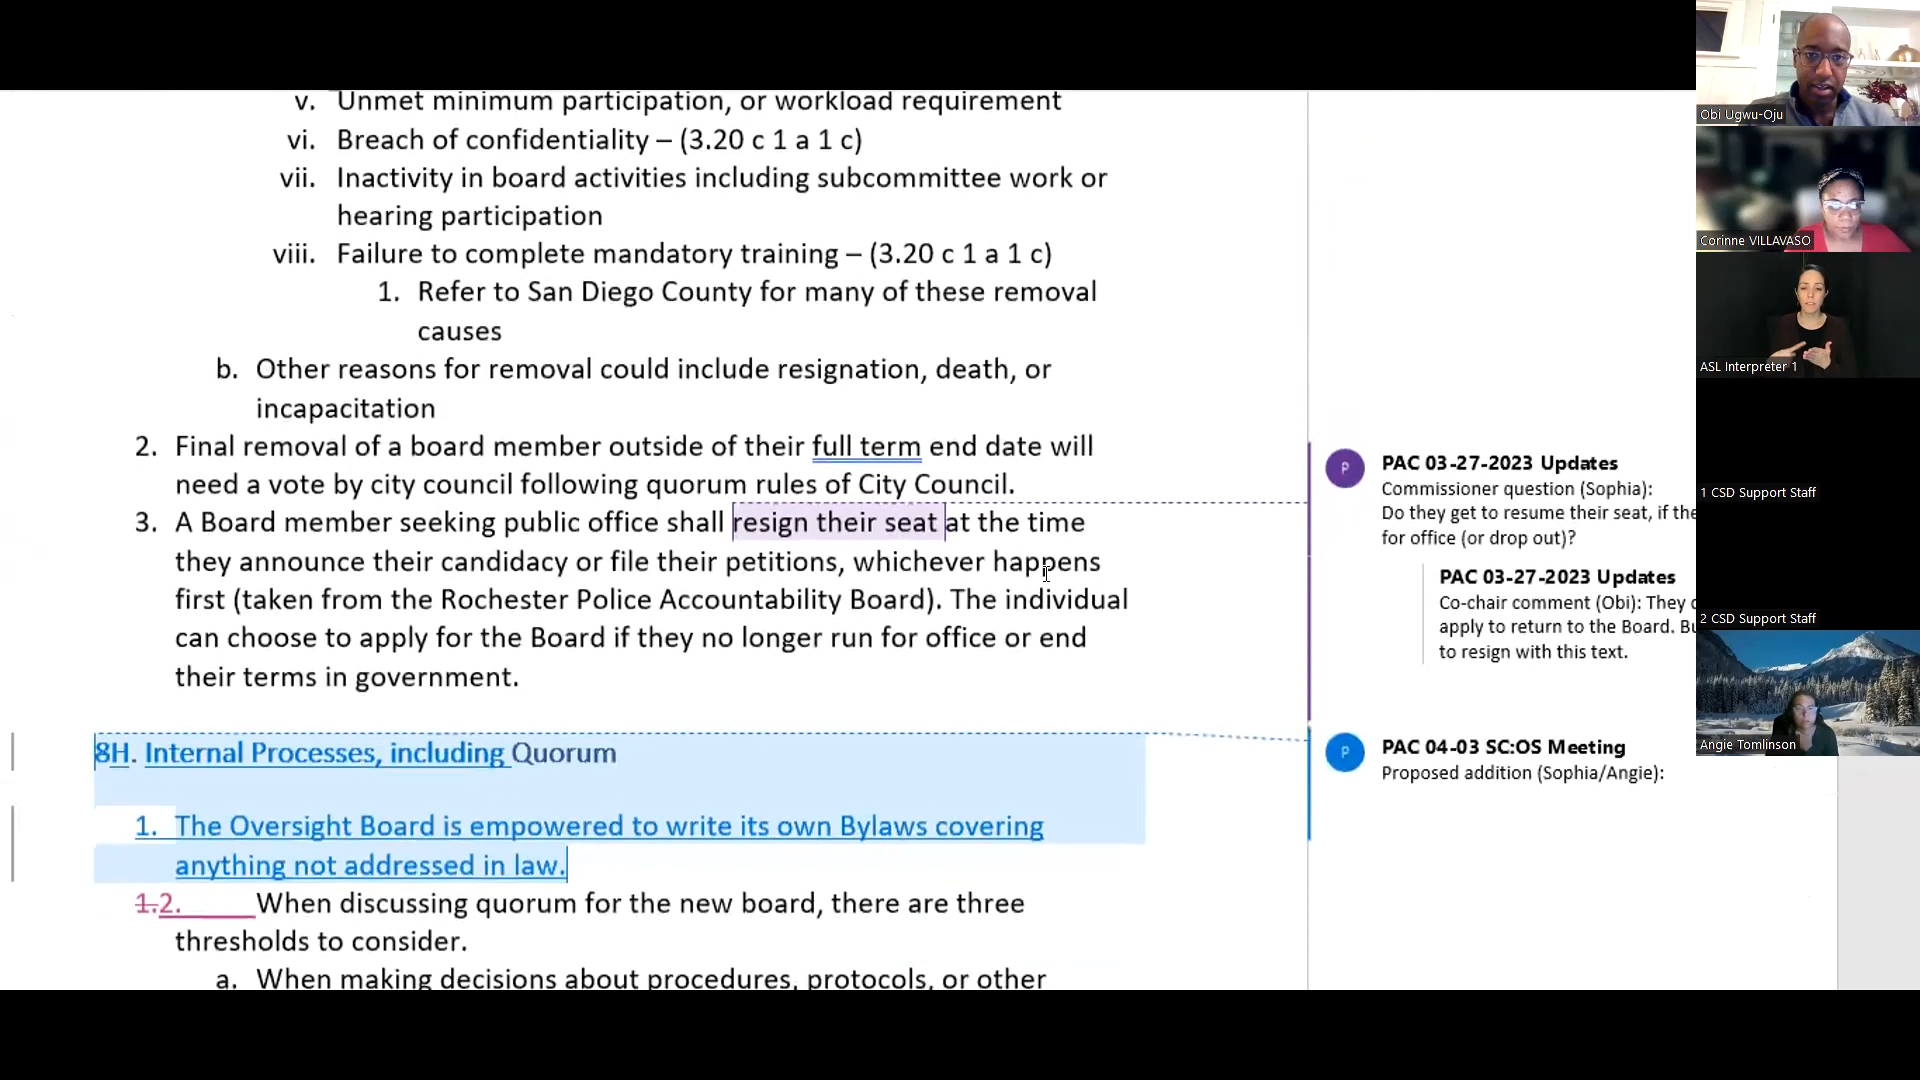 v. Unmet minimum participation, or workload requirement
vi. Breach of confidentiality – (3.20 c 1 a 1 c)
vii. Inactivity in board activities including subcommittee work or
hearing participation
viii. Failure to complete mandatory training – (3.20 c 1 a 1 c)
1. Refer to San Diego County for many of these removal
causes
b. Other reasons for removal could include resignation, death, or
incapacitation
2. Final removal of a board member outside of their full term end date will
need a vote by city council following quorum rules of City Council.
3. A Board member seeking public office shall resign their seat at the time
they announce their candidacy or file their petitions, whichever happens
first (taken from the Rochester Police Accountability Board). The individual
can choose to apply for the Board if they no longer run for office or end
their terms in government.
8H. Internal Processes, including Quorum
1. The Oversight Board is empowered to write its own Bylaws covering
anything not addressed in law.
1.2. When discussing quorum for the new board, there are three
thresholds to consider.
a. When making decisions about procedures, protocols, or other
P
PAC 03-27-2023 Updates
Commissioner question (Sophia):
Do they get to resume their seat, if the
for office (or drop out)?
PAC 03-27-2023 Updates
Co-chair comment (Obi): They
apply to return to the Board.
to resign with this text.
P
PAC 04-03 SC:OS Meeting
Proposed addition (Sophia/Angie):
Obi Ugwu-Oju
Corinne VILLAVASO
ASL Interpreter 1
1 CSD Support Staff
2 CSD Support Staff
Angie Tomlinson